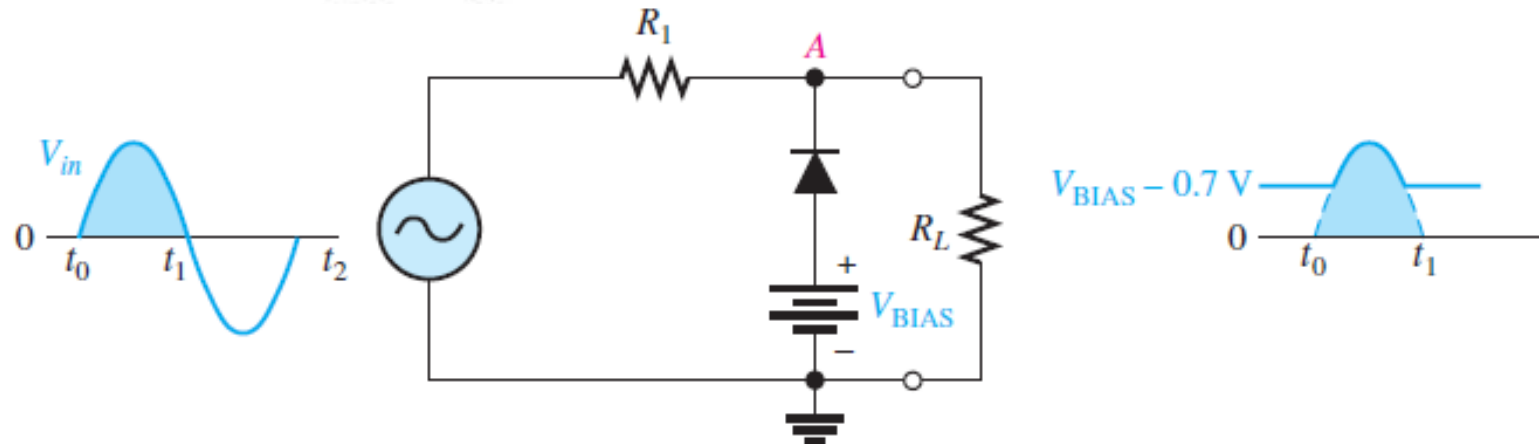 R1
A
Vin
0
t0
t1
t2
+
VBIAS
−
RL
VBIAS – 0.7 V
0
t0
t1